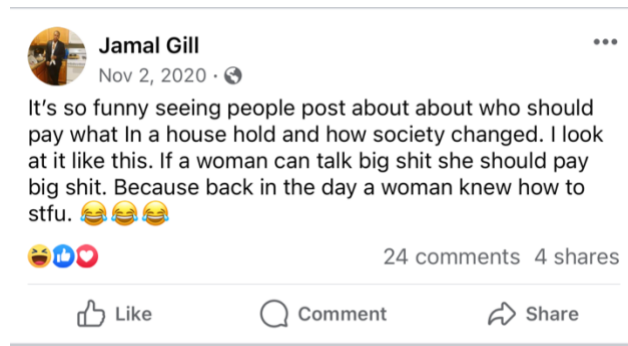 Jamal Gill
Nov 2, 2020 ·
It's so funny seeing people post about about who should
pay what In a house hold and how society changed. I look
at it like this. If a woman can talk big shit she should pay
big shit. Because back in the day a woman knew how to
stfu. 😂😂😂
24 comments 4 shares
Like Comment Share